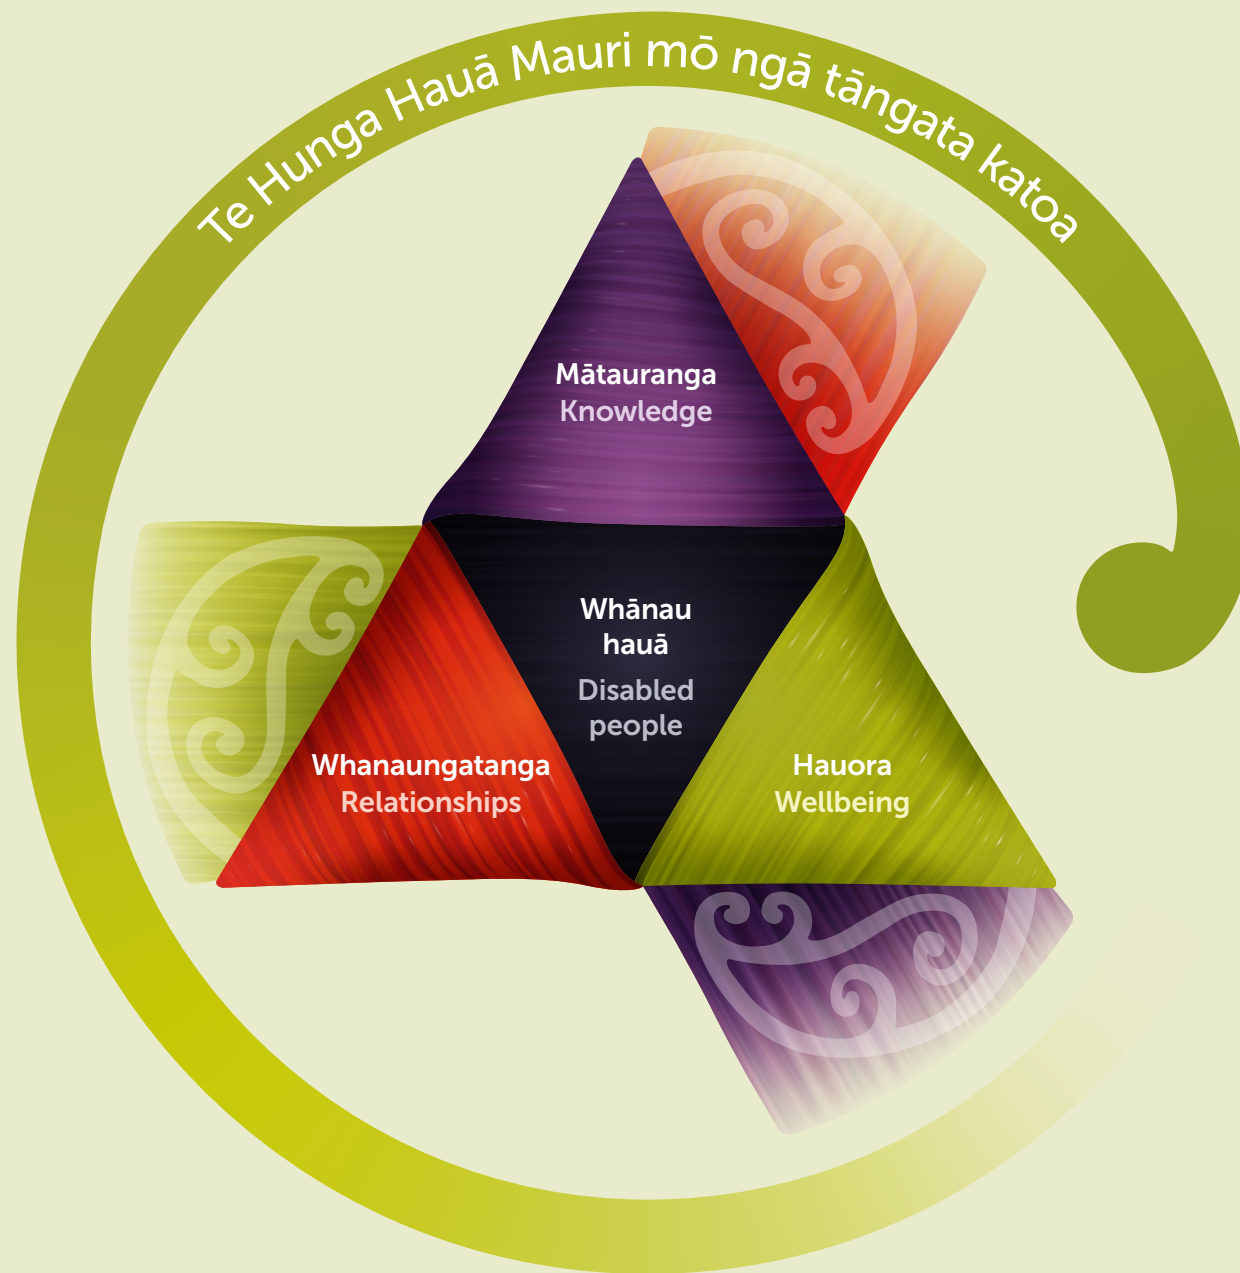 Te Hunga Hauā Mauri mō ngā tāngata katoa
Mātauranga
Knowledge
Whānau
hauā
Disabled
people
Whanaungatanga
Relationships
Hauora
Wellbeing